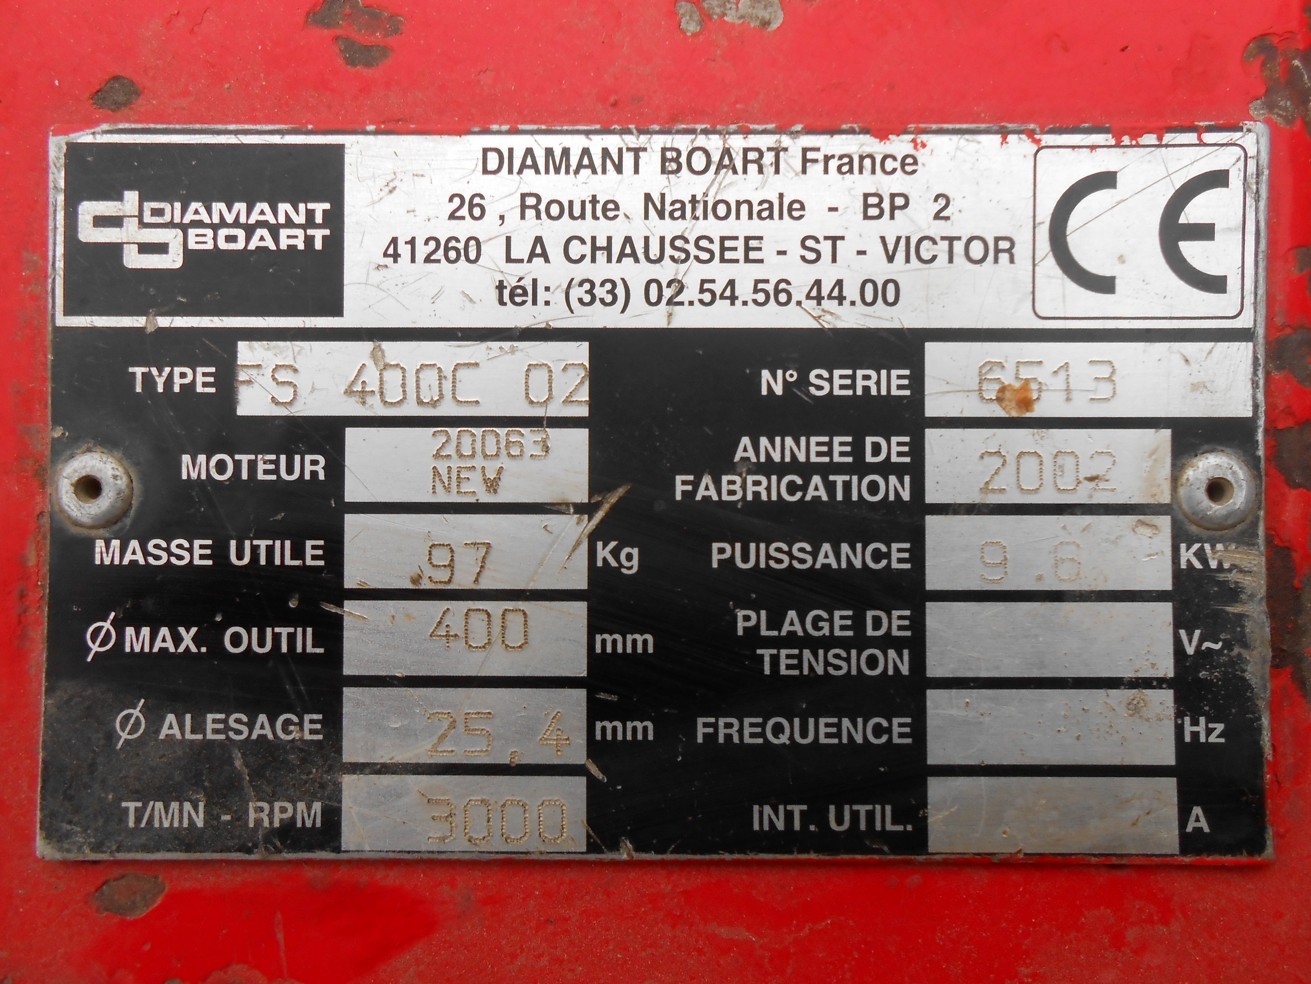 DIAMANT
BOART
DIAMANT BOART France
26 , Route Nationale - BP 2
41260 LA CHAUSSEE - ST - VICTOR
tél: (33) 02.54.56.44.00
CE
TYPE FS 400C 02
N° SERIE 6513
MOTEUR 20063
NEW
ANNEE DE
FABRICATION 2002
MASSE UTILE 97 Kg
PUISSANCE 9.6 KW
Ø MAX. OUTIL 400 mm
PLAGE DE
TENSION V~
Ø ALESAGE 25,4 mm
FREQUENCE Hz
T/MN - RPM 3000
INT. UTIL. A